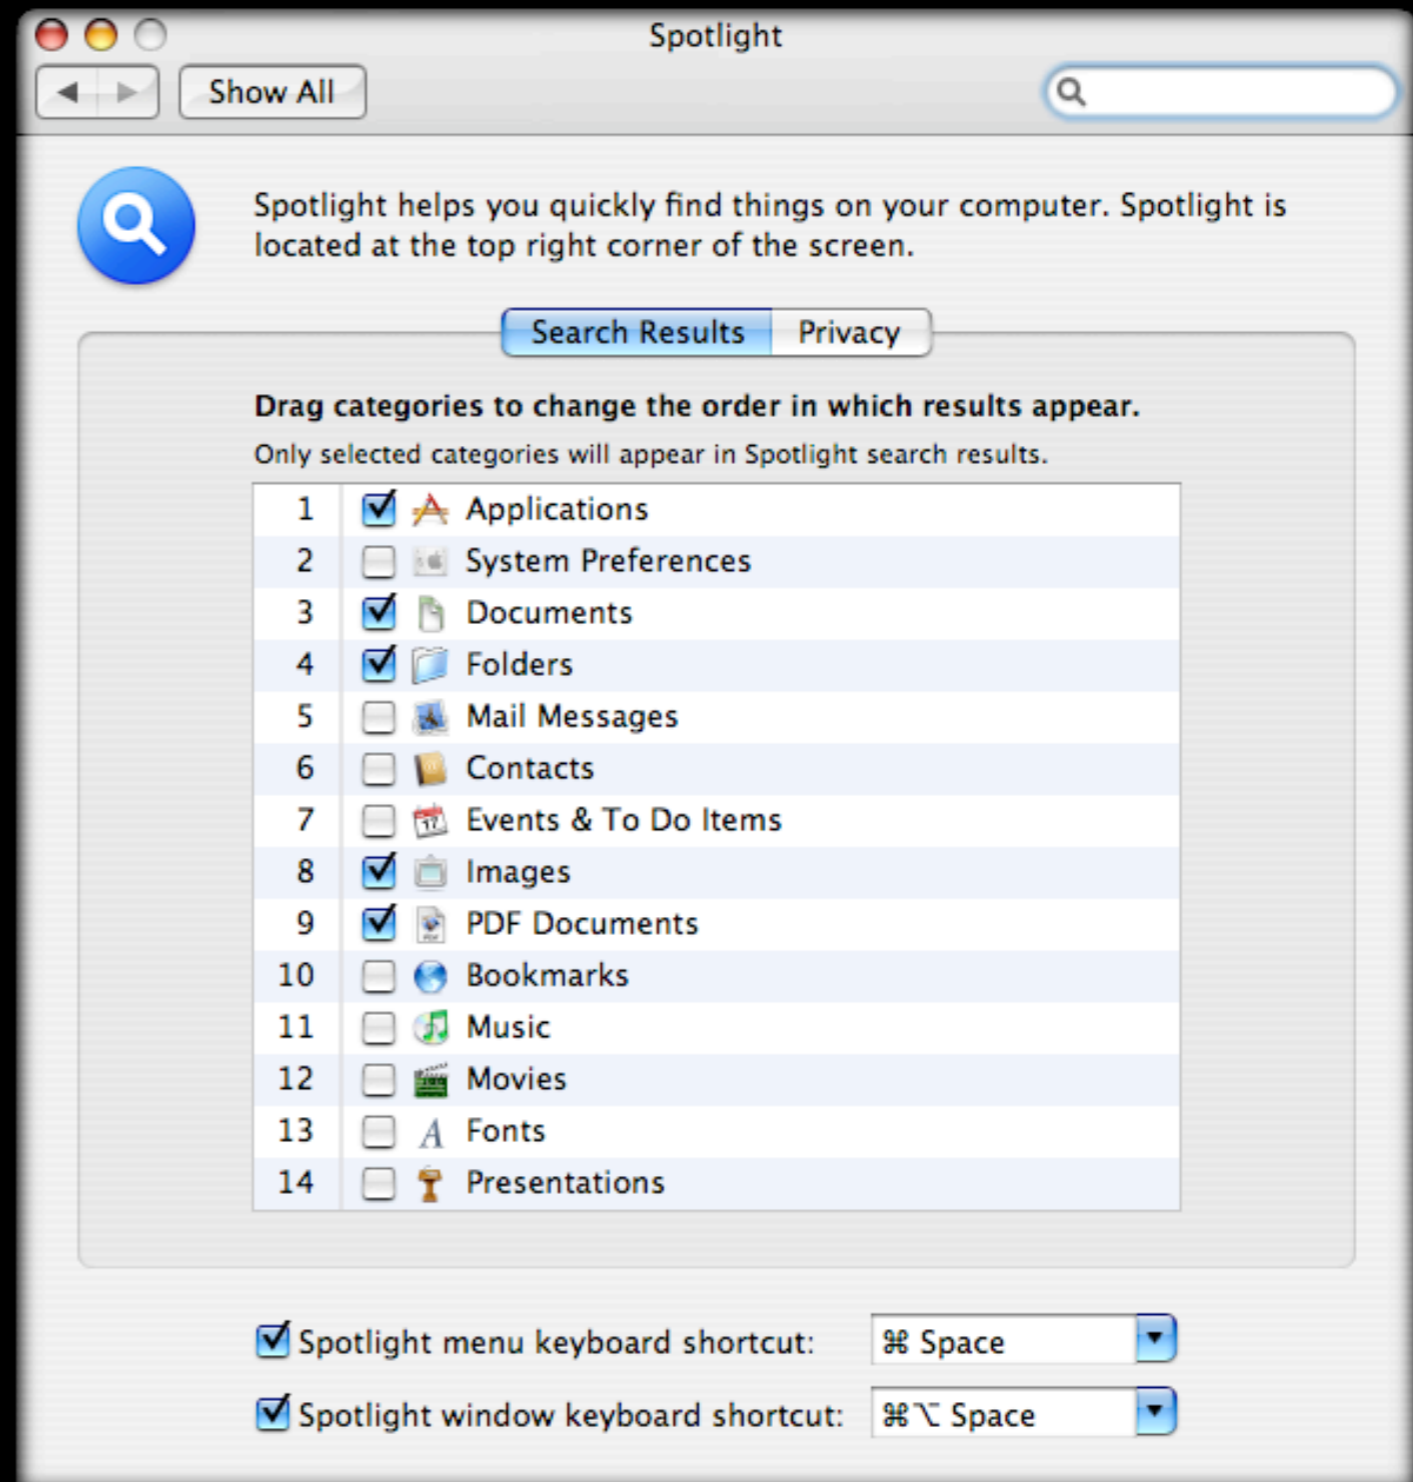 Spotlight
Show All
Spotlight helps you quickly find things on your computer. Spotlight is
located at the top right corner of the screen.
Search Results Privacy
Drag categories to change the order in which results appear.
Only selected categories will appear in Spotlight search results.
1 Applications
2 System Preferences
3 Documents
4 Folders
5 Mail Messages
6 Contacts
7 Events & To Do Items
8 Images
9 PDF Documents
10 Bookmarks
11 Music
12 Movies
13 Fonts
14 Presentations
Spotlight menu keyboard shortcut: ⌘ Space
Spotlight window keyboard shortcut: ⌘⌥ Space